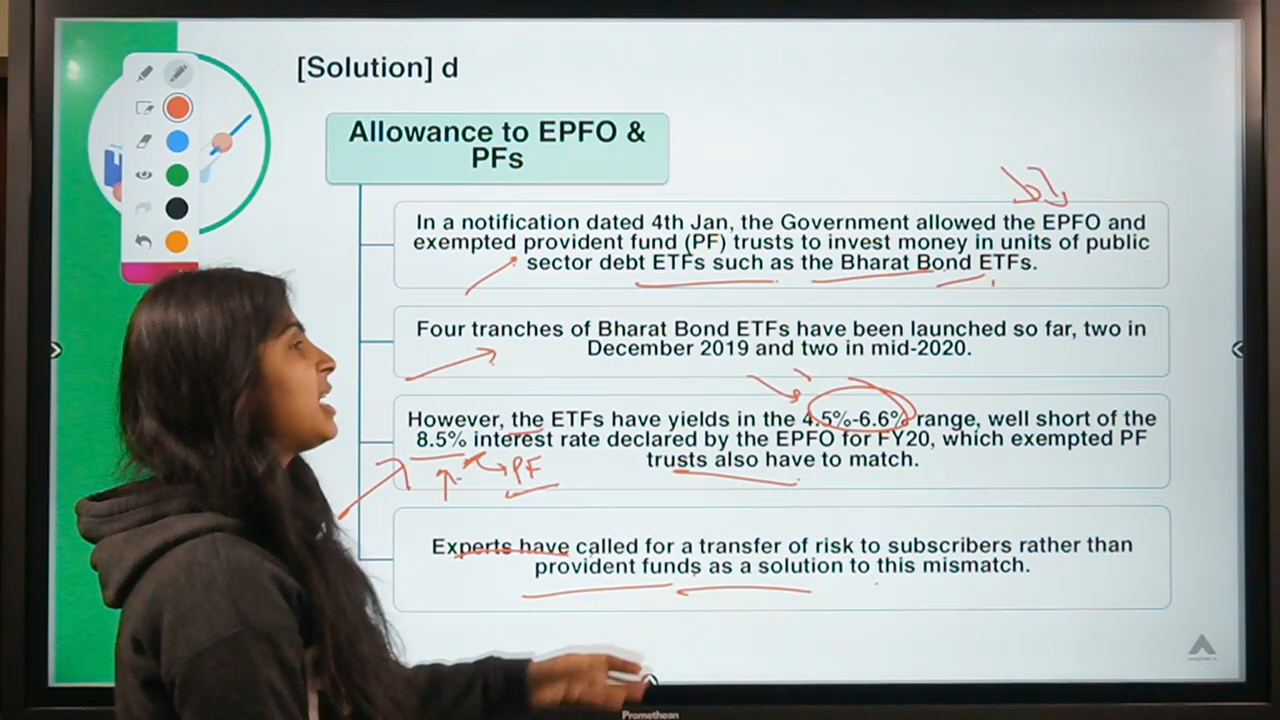 [Solution] d
Allowance to EPFO &
PFs
In a notification dated 4th Jan, the Government allowed the EPFO and
exempted provident fund (PF) trusts to invest money in units of public
sector debt ETFs such as the Bharat Bond ETFs.
Four tranches of Bharat Bond ETFs have been launched so far, two in
December 2019 and two in mid-2020.
However, the ETFs have yields in the 4.5%-6.6% range, well short of the
8.5% interest rate declared by the EPFO for FY20, which exempted PF
trusts also have to match.
PF
Experts have called for a transfer of risk to subscribers rather than
provident funds as a solution to this mismatch.
Promethean